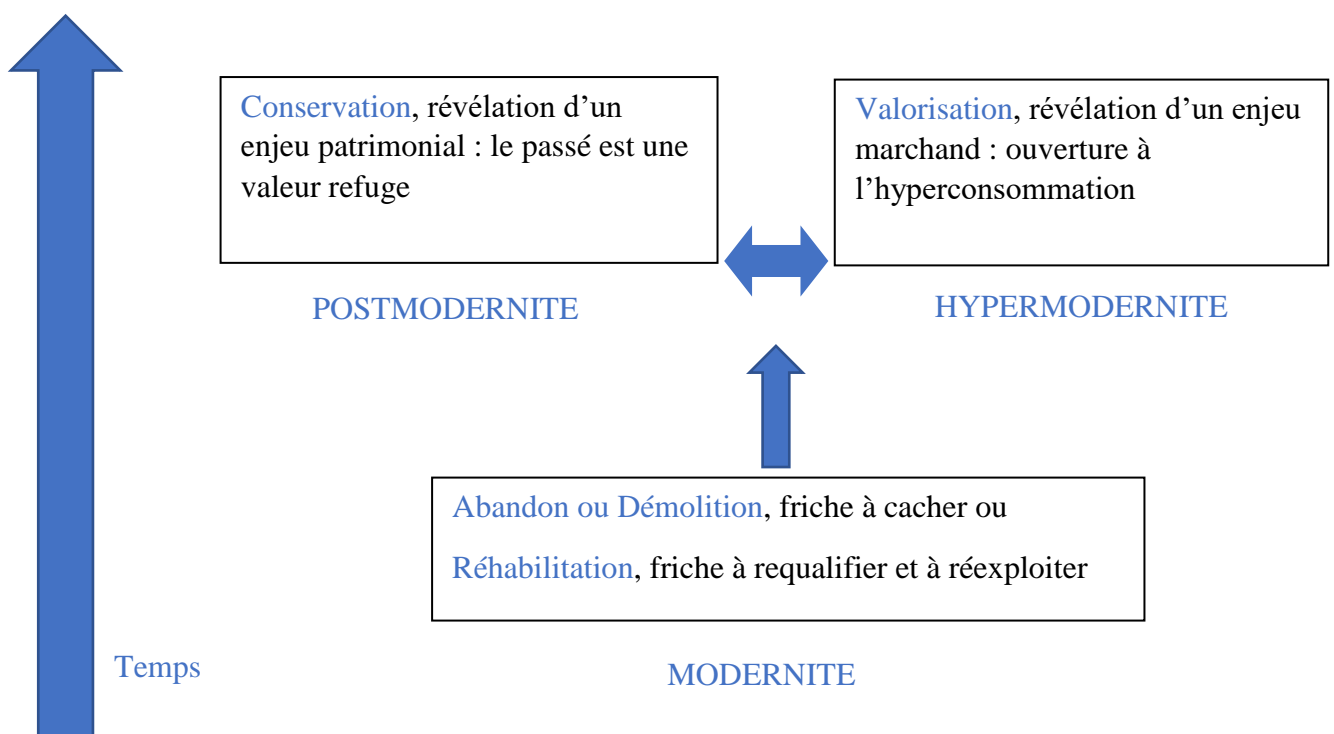 Conservation, révélation d’un
enjeu patrimonial : le passé est une
valeur refuge
Valorisation, révélation d’un enjeu
marchand : ouverture à
l’hyperconsommation
POSTMODERNITE
HYPERMODERNITE
Abandon ou Démolition, friche à cacher ou
Réhabilitation, friche à requalifier et à réexploiter
Temps
MODERNITE